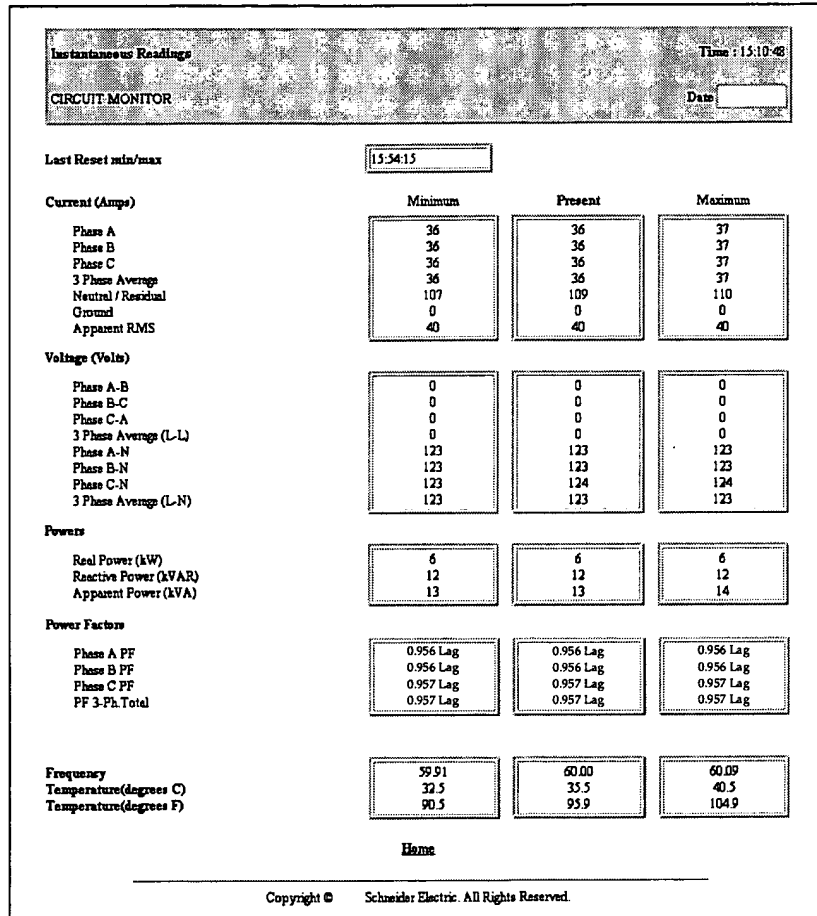 Instantaneous Readings Time : 15:10:48
CIRCUIT MONITOR Date
Last Reset min/max 15:54:15
Current (Amps) Minimum Present Maximum
Phase A 36 36 37
Phase B 36 36 37
Phase C 36 36 37
3 Phase Average 36 36 37
Neutral / Residual 107 109 110
Ground 0 0 0
Apparent RMS 40 40 40
Voltage (Volts)
Phase A-B 0 0 0
Phase B-C 0 0 0
Phase C-A 0 0 0
3 Phase Average (L-L) 0 0 0
Phase A-N 123 123 123
Phase B-N 123 123 123
Phase C-N 123 124 124
3 Phase Average (L-N) 123 123 123
Powers
Real Power (kW) 6 6 6
Reactive Power (kVAR) 12 12 12
Apparent Power (kVA) 13 13 14
Power Factors
Phase A PF 0.956 Lag 0.956 Lag 0.956 Lag
Phase B PF 0.956 Lag 0.956 Lag 0.956 Lag
Phase C PF 0.957 Lag 0.957 Lag 0.957 Lag
PF 3-Ph.Total 0.957 Lag 0.957 Lag 0.957 Lag
Frequency 59.91 60.00 60.09
Temperature(degrees C) 32.5 35.5 40.5
Temperature(degrees F) 90.5 95.9 104.9
Home
Copyright © Schneider Electric. All Rights Reserved.